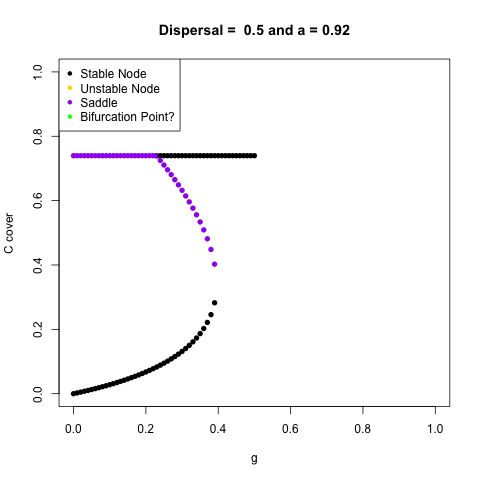 Dispersal =  0.5 and a = 0.92
Stable Node
Unstable Node
Saddle
Bifurcation Point?
C cover
1.0
0.8
0.6
0.4
0.2
0.0
0.0 0.2 0.4 0.6 0.8 1.0
g